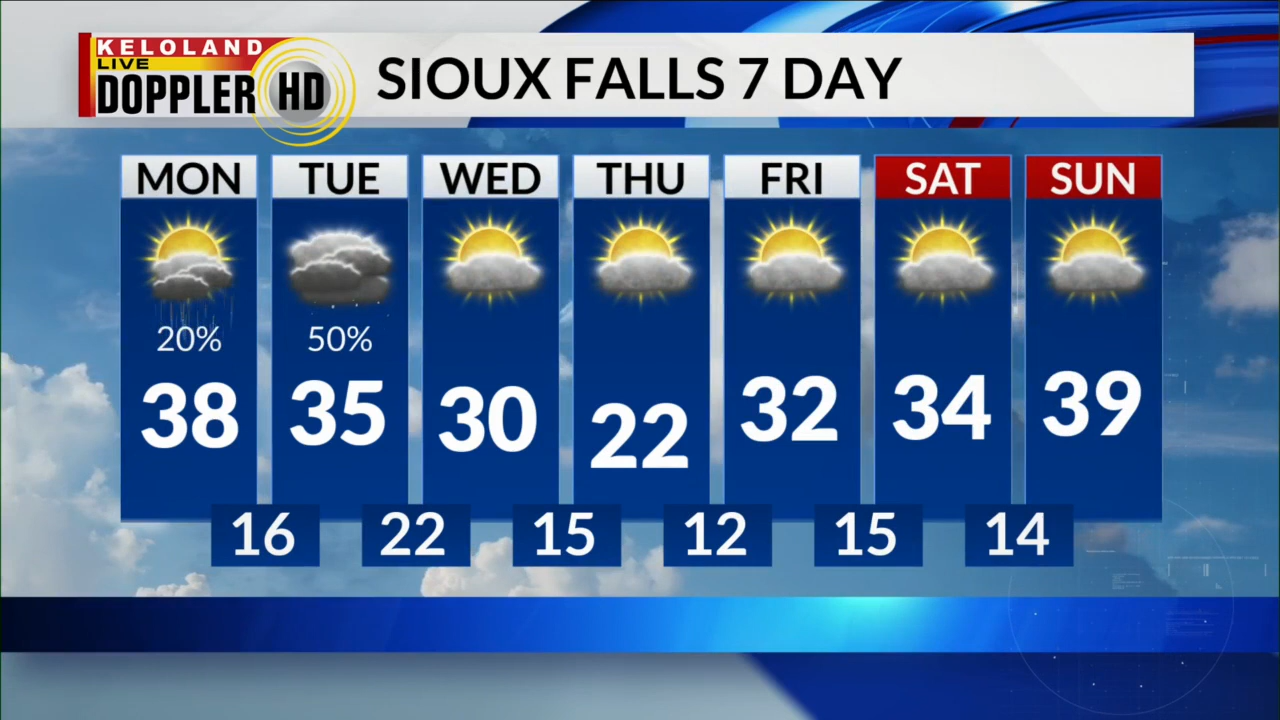 KELOLAND
LIVE
DOPPLER HD
SIOUX FALLS 7 DAY
MON TUE WED THU FRI SAT SUN
20% 50%
38 35 30 22 32 34 39
16 22 15 12 15 14